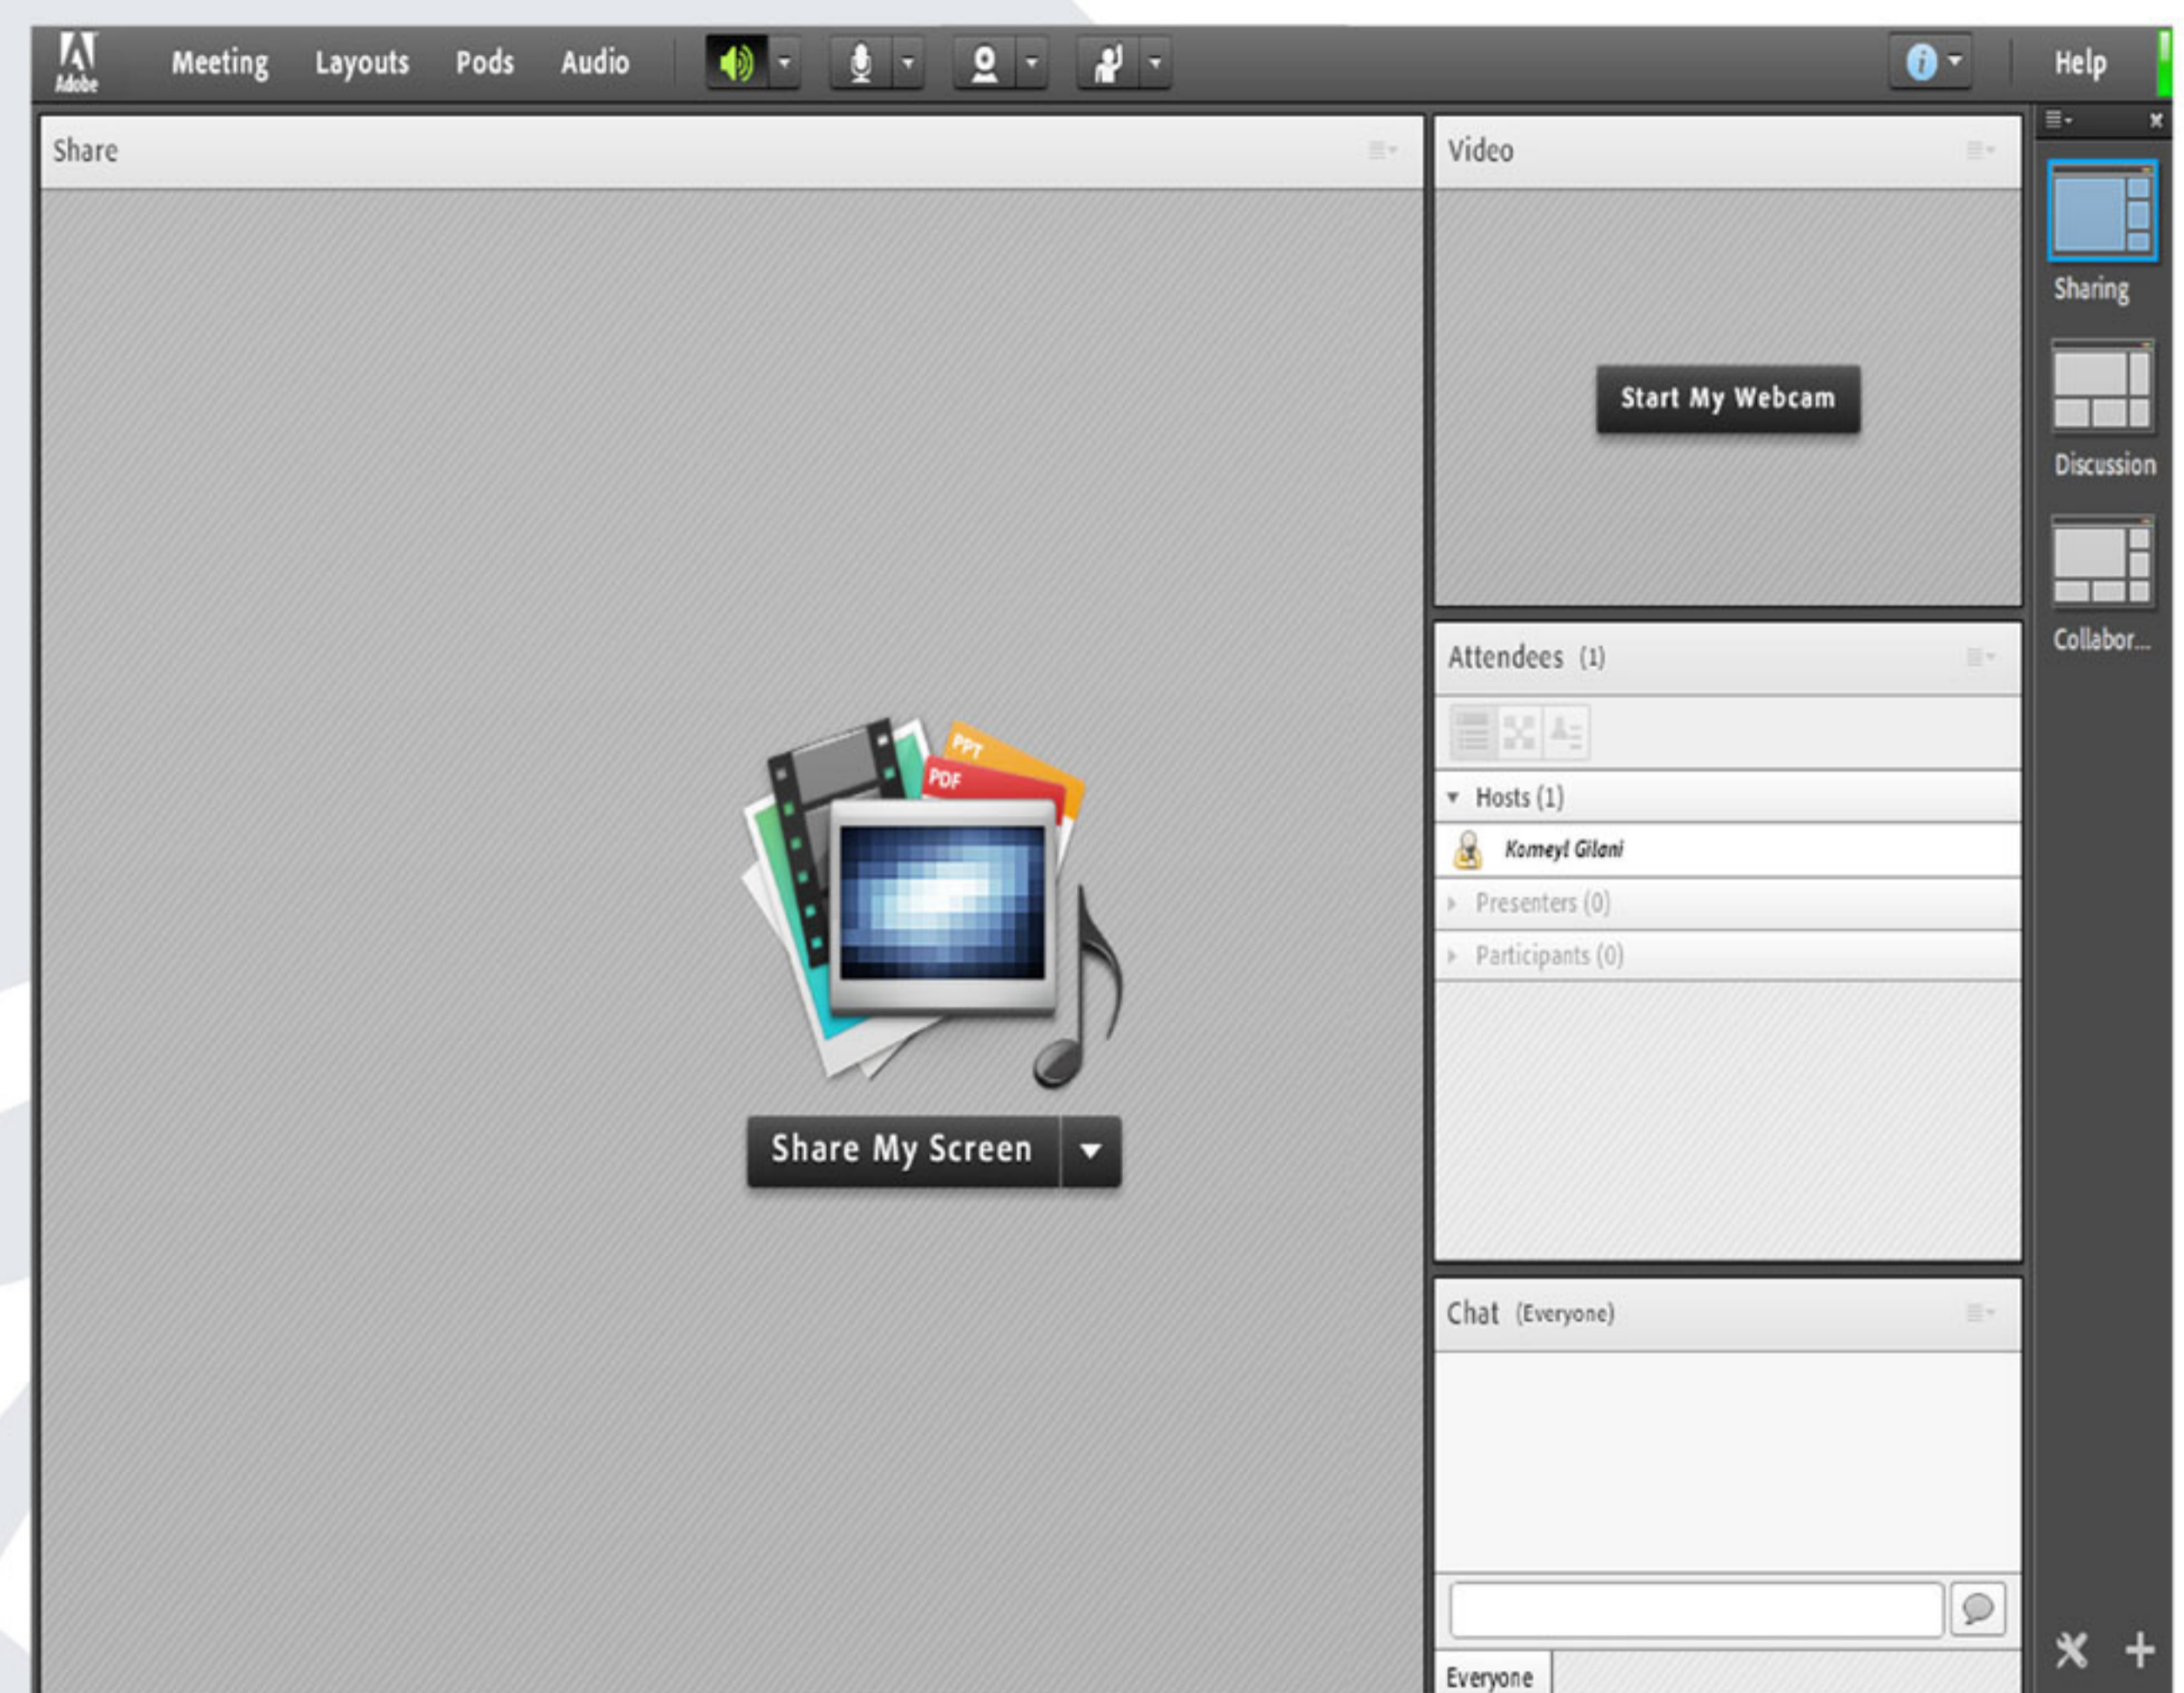 Adobe
Meeting Layouts Pods Audio Help
Share
PPT
PDF
Share My Screen
Video
Start My Webcam
Attendees (1)
Hosts (1)
Komeyl Gilani
Presenters (0)
Participants (0)
Chat (Everyone)
Everyone
Sharing
Discussion
Collabor...